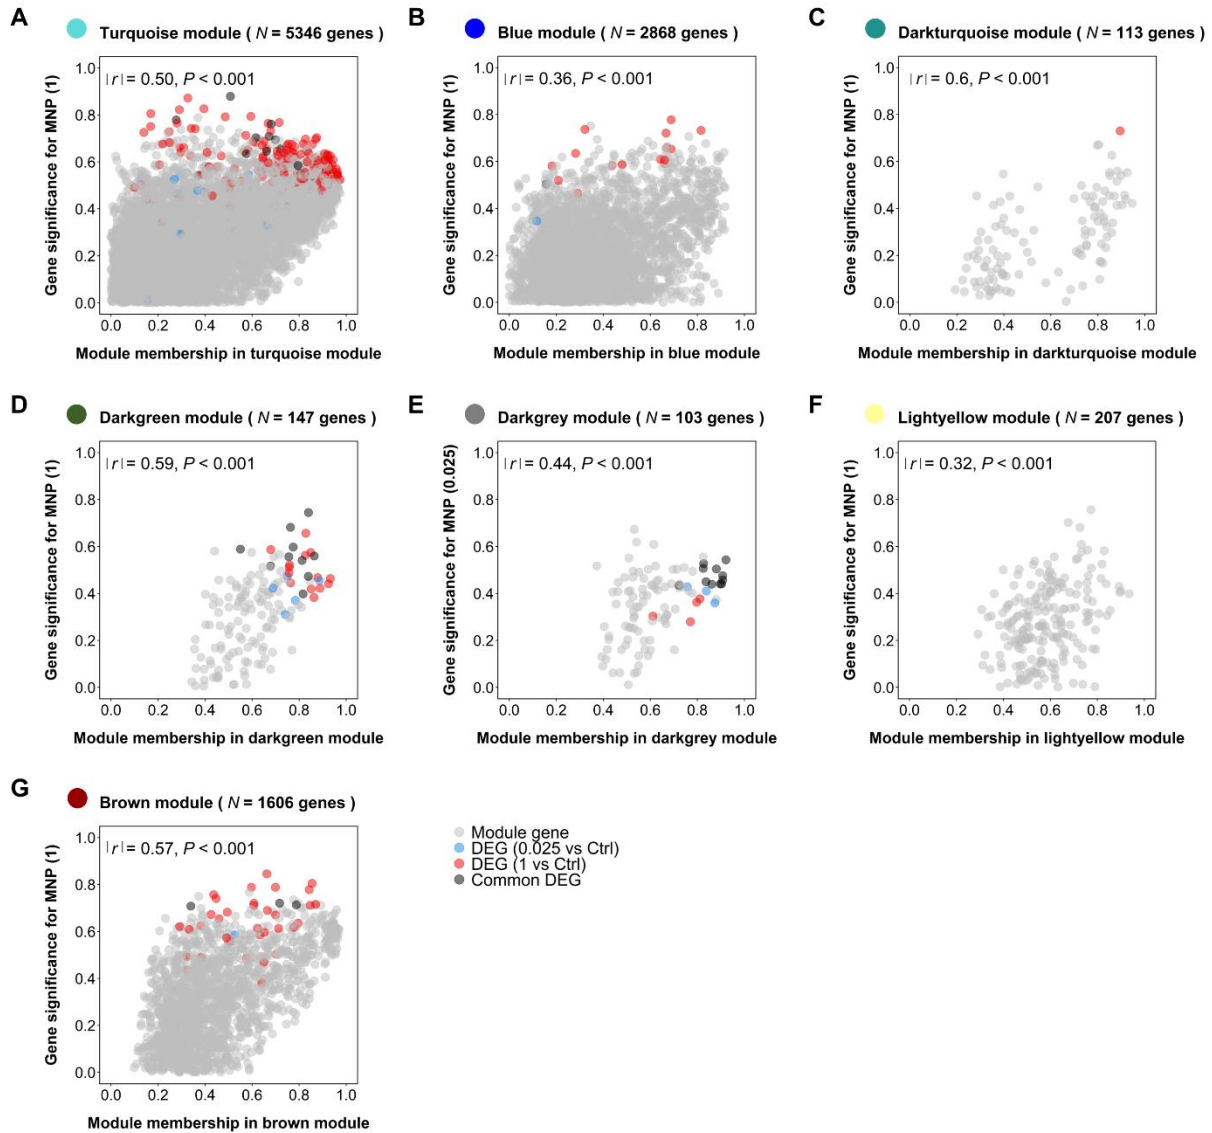 A
Turquoise module ( N = 5346 genes )
|r|= 0.50, P < 0.001
Gene significance for MNP (1)
1.0
0.8
0.6
0.4
0.2
0.0
0.0 0.2 0.4 0.6 0.8 1.0
Module membership in turquoise module
B
Blue module ( N = 2868 genes )
|r|= 0.36, P < 0.001
Gene significance for MNP (1)
1.0
0.8
0.6
0.4
0.2
0.0
0.0 0.2 0.4 0.6 0.8 1.0
Module membership in blue module
C
Darkturquoise module ( N = 113 genes )
|r|= 0.6, P < 0.001
Gene significance for MNP (1)
1.0
0.8
0.6
0.4
0.2
0.0
0.0 0.2 0.4 0.6 0.8 1.0
Module membership in darkturquoise module
D
Darkgreen module ( N = 147 genes )
|r|= 0.59, P < 0.001
Gene significance for MNP (1)
1.0
0.8
0.6
0.4
0.2
0.0
0.0 0.2 0.4 0.6 0.8 1.0
Module membership in darkgreen module
E
Darkgrey module ( N = 103 genes )
|r|= 0.44, P < 0.001
Gene significance for MNP (0.025)
1.0
0.8
0.6
0.4
0.2
0.0
0.0 0.2 0.4 0.6 0.8 1.0
Module membership in darkgrey module
F
Lightyellow module ( N = 207 genes )
|r|= 0.32, P < 0.001
Gene significance for MNP (1)
1.0
0.8
0.6
0.4
0.2
0.0
0.0 0.2 0.4 0.6 0.8 1.0
Module membership in lightyellow module
G
Brown module ( N = 1606 genes )
|r|= 0.57, P < 0.001
Gene significance for MNP (1)
1.0
0.8
0.6
0.4
0.2
0.0
0.0 0.2 0.4 0.6 0.8 1.0
Module membership in brown module
Module gene
DEG (0.025 vs Ctrl)
DEG (1 vs Ctrl)
Common DEG